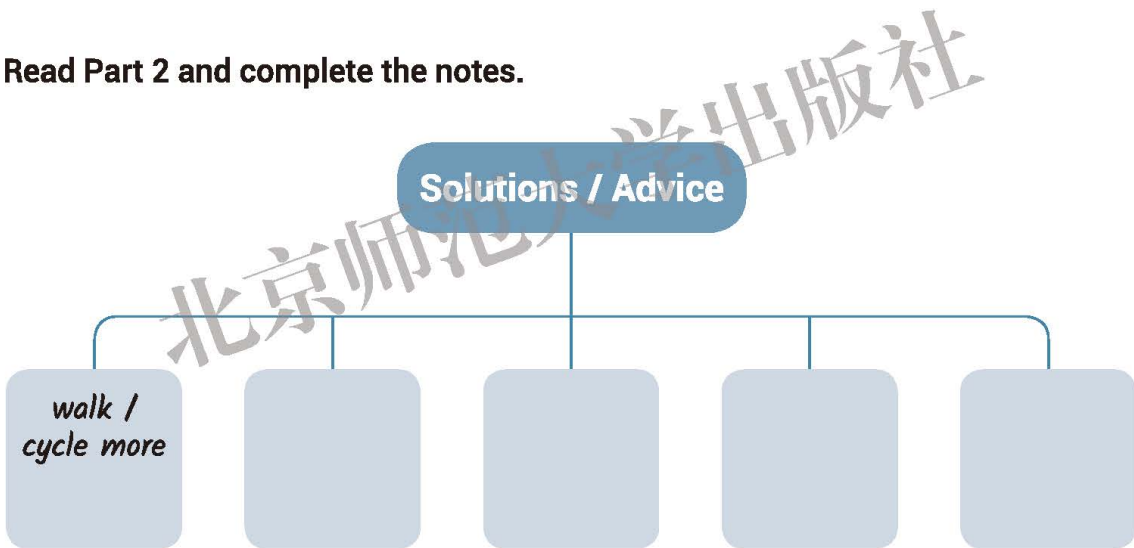 Read Part 2 and complete the notes.
北京师范大学出版社
Solutions / Advice
walk /
cycle more